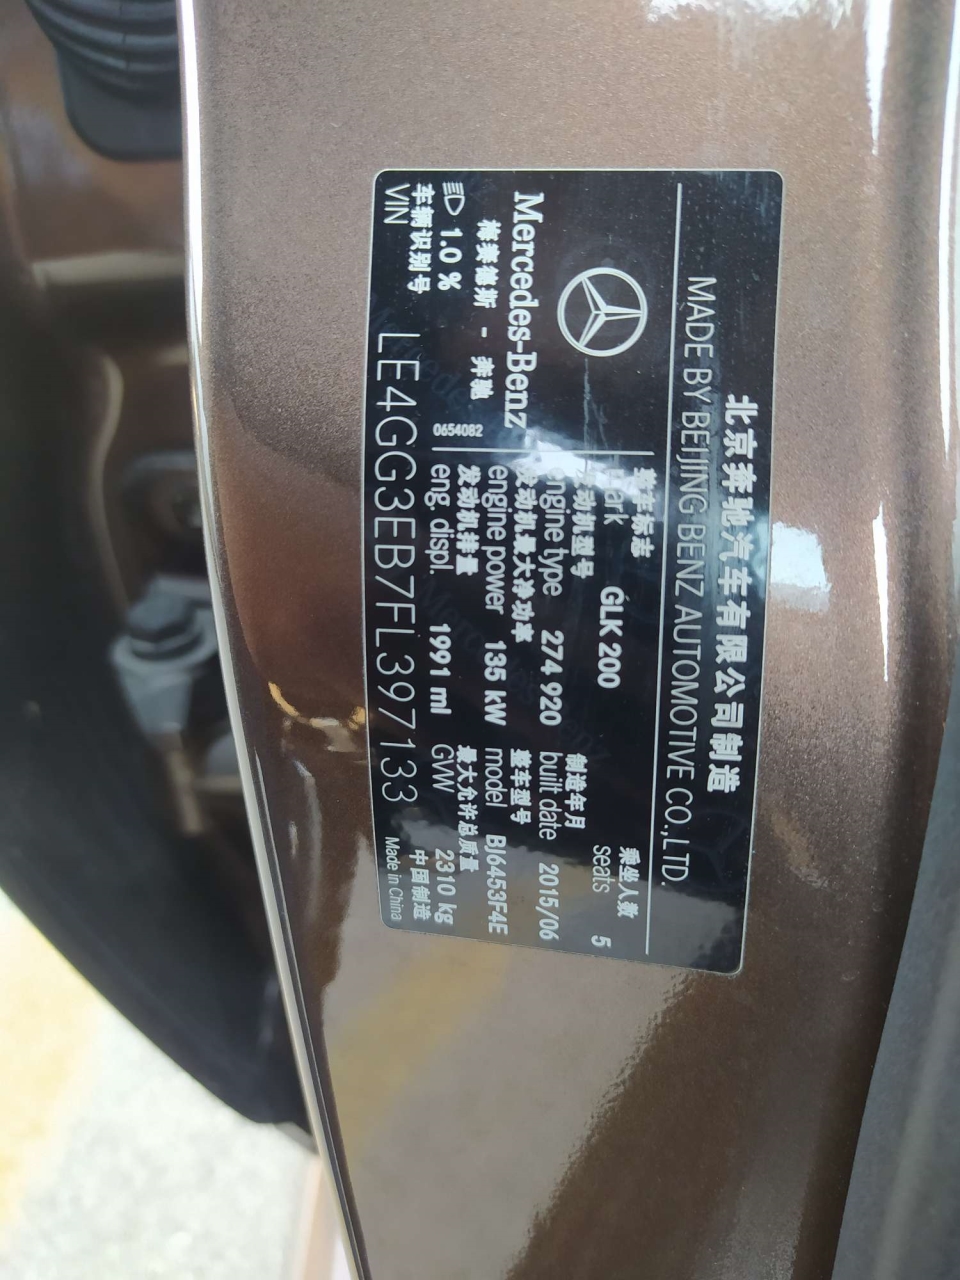 北京奔驰汽车有限公司制造
MADE BY BEIJING BENZ AUTOMOTIVE CO.,LTD.
整车标志 乘坐人数
GLK 200 seats 5
发动机型号 制造年月
engine type 274 920 built date 2015/06
发动机最大净功率 整车型号
engine power 135 kW model BJ6453F4E
发动机排量 最大允许总质量
eng. displ. 1991 ml GW 2310 kg
Mercedes-Benz
梅赛德斯 - 奔驰
1.0 %
0654082
车辆识别号 中国制造
VIN LE4GG3EB7FL397133 Made in China